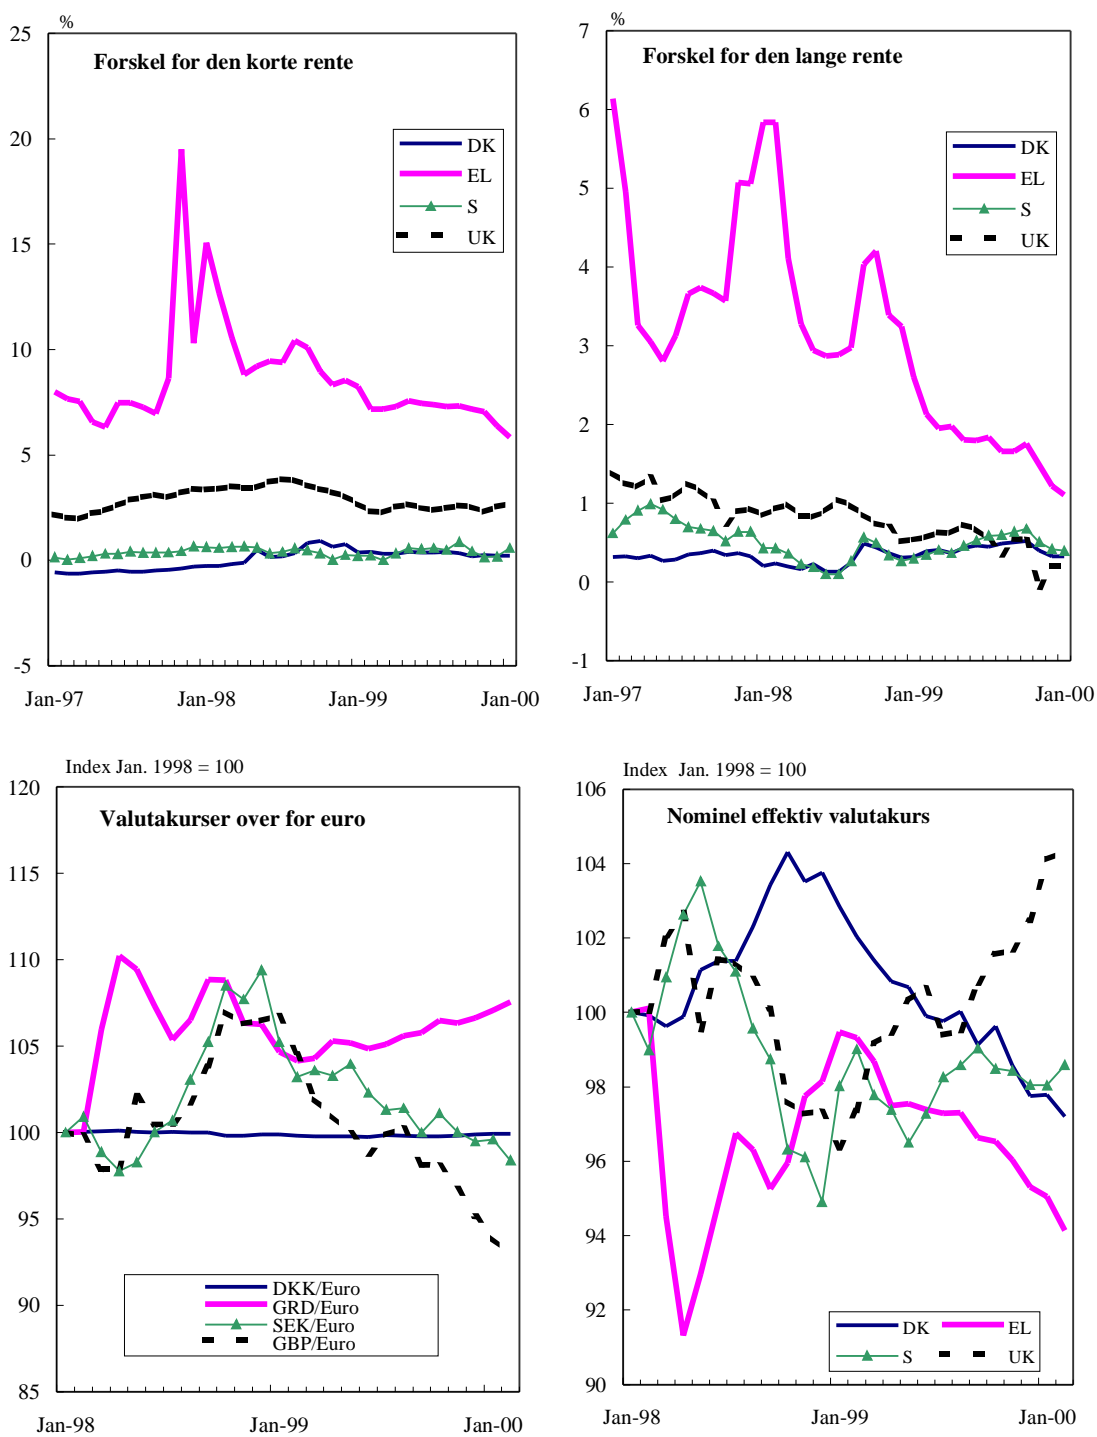 %
Forskel for den korte rente
25
20
15
10
5
0
-5
DK
EL
S
UK
Jan-97 Jan-98 Jan-99 Jan-00
%
Forskel for den lange rente
7
6
5
4
3
2
1
0
-1
DK
EL
S
UK
Jan-97 Jan-98 Jan-99 Jan-00
Index Jan. 1998 = 100
Valutakurser over for euro
120
115
110
105
100
95
90
85
DKK/Euro
GRD/Euro
SEK/Euro
GBP/Euro
Jan-98 Jan-99 Jan-00
Index Jan. 1998 = 100
Nominel effektiv valutakurs
106
104
102
100
98
96
94
92
90
DK EL
S UK
Jan-98 Jan-99 Jan-00